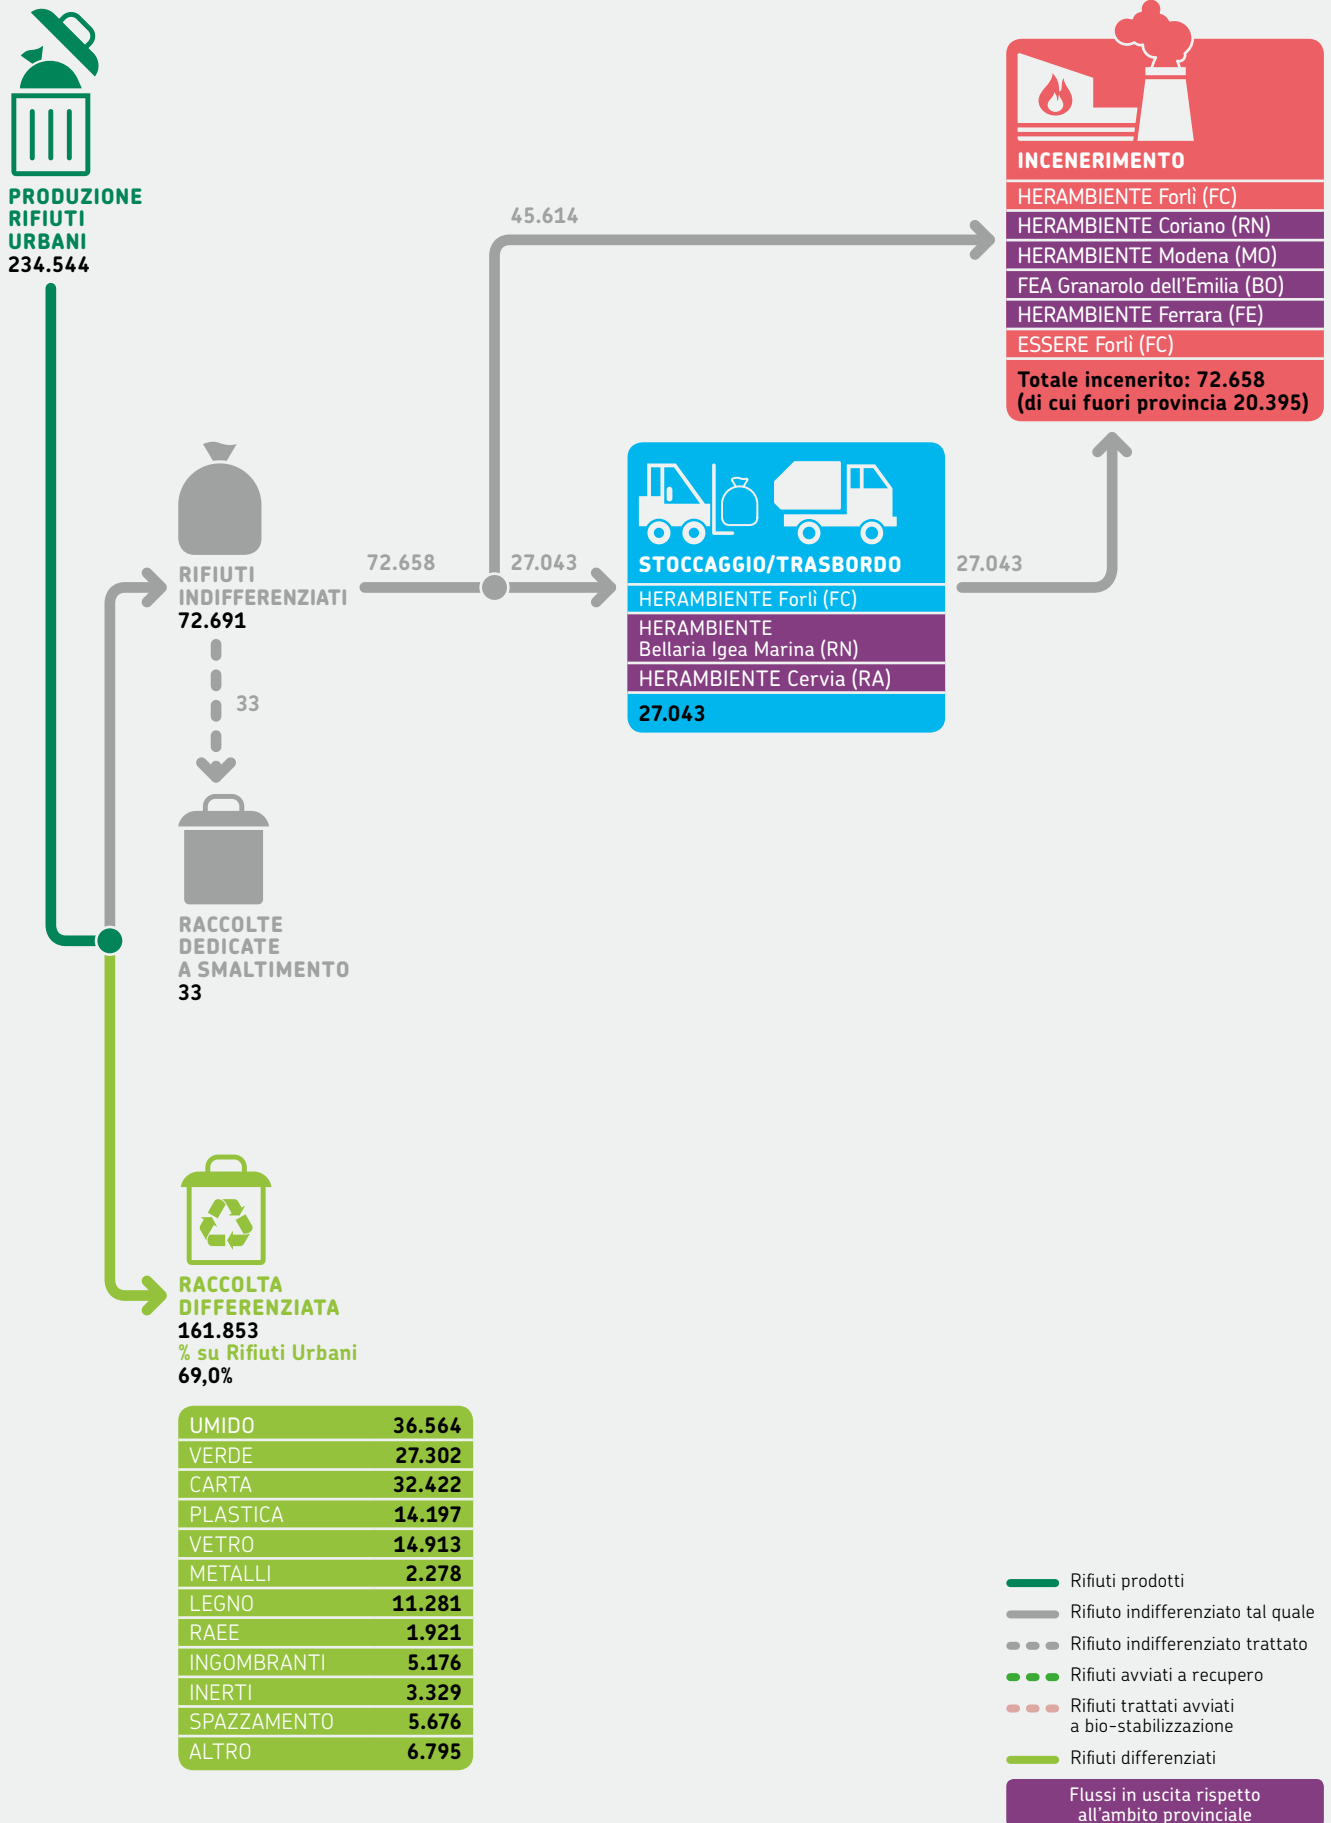 PRODUZIONE
RIFIUTI
URBANI
234.544
INCENERIMENTO
HERAMBIENTE Forlì (FC)
HERAMBIENTE Coriano (RN)
HERAMBIENTE Modena (MO)
FEA Granarolo dell'Emilia (BO)
HERAMBIENTE Ferrara (FE)
ESSERE Forlì (FC)
Totale incenerito: 72.658
(di cui fuori provincia 20.395)
45.614
RIFIUTI
INDIFFERENZIATI
72.691
72.658
27.043
STOCCAGGIO/TRASBORDO
HERAMBIENTE Forlì (FC)
HERAMBIENTE
Bellaria Igea Marina (RN)
HERAMBIENTE Cervia (RA)
27.043
27.043
33
RACCOLTE
DEDICATE
A SMALTIMENTO
33
RACCOLTA
DIFFERENZIATA
161.853
% su Rifiuti Urbani
69,0%
UMIDO 36.564
VERDE 27.302
CARTA 32.422
PLASTICA 14.197
VETRO 14.913
METALLI 2.278
LEGNO 11.281
RAEE 1.921
INGOMBRANTI 5.176
INERTI 3.329
SPAZZAMENTO 5.676
ALTRO 6.795
Rifiuti prodotti
Rifiuto indifferenziato tal quale
Rifiuto indifferenziato trattato
Rifiuti avviati a recupero
Rifiuti trattati avviati
a bio-stabilizzazione
Rifiuti differenziati
Flussi in uscita rispetto
all'ambito provinciale